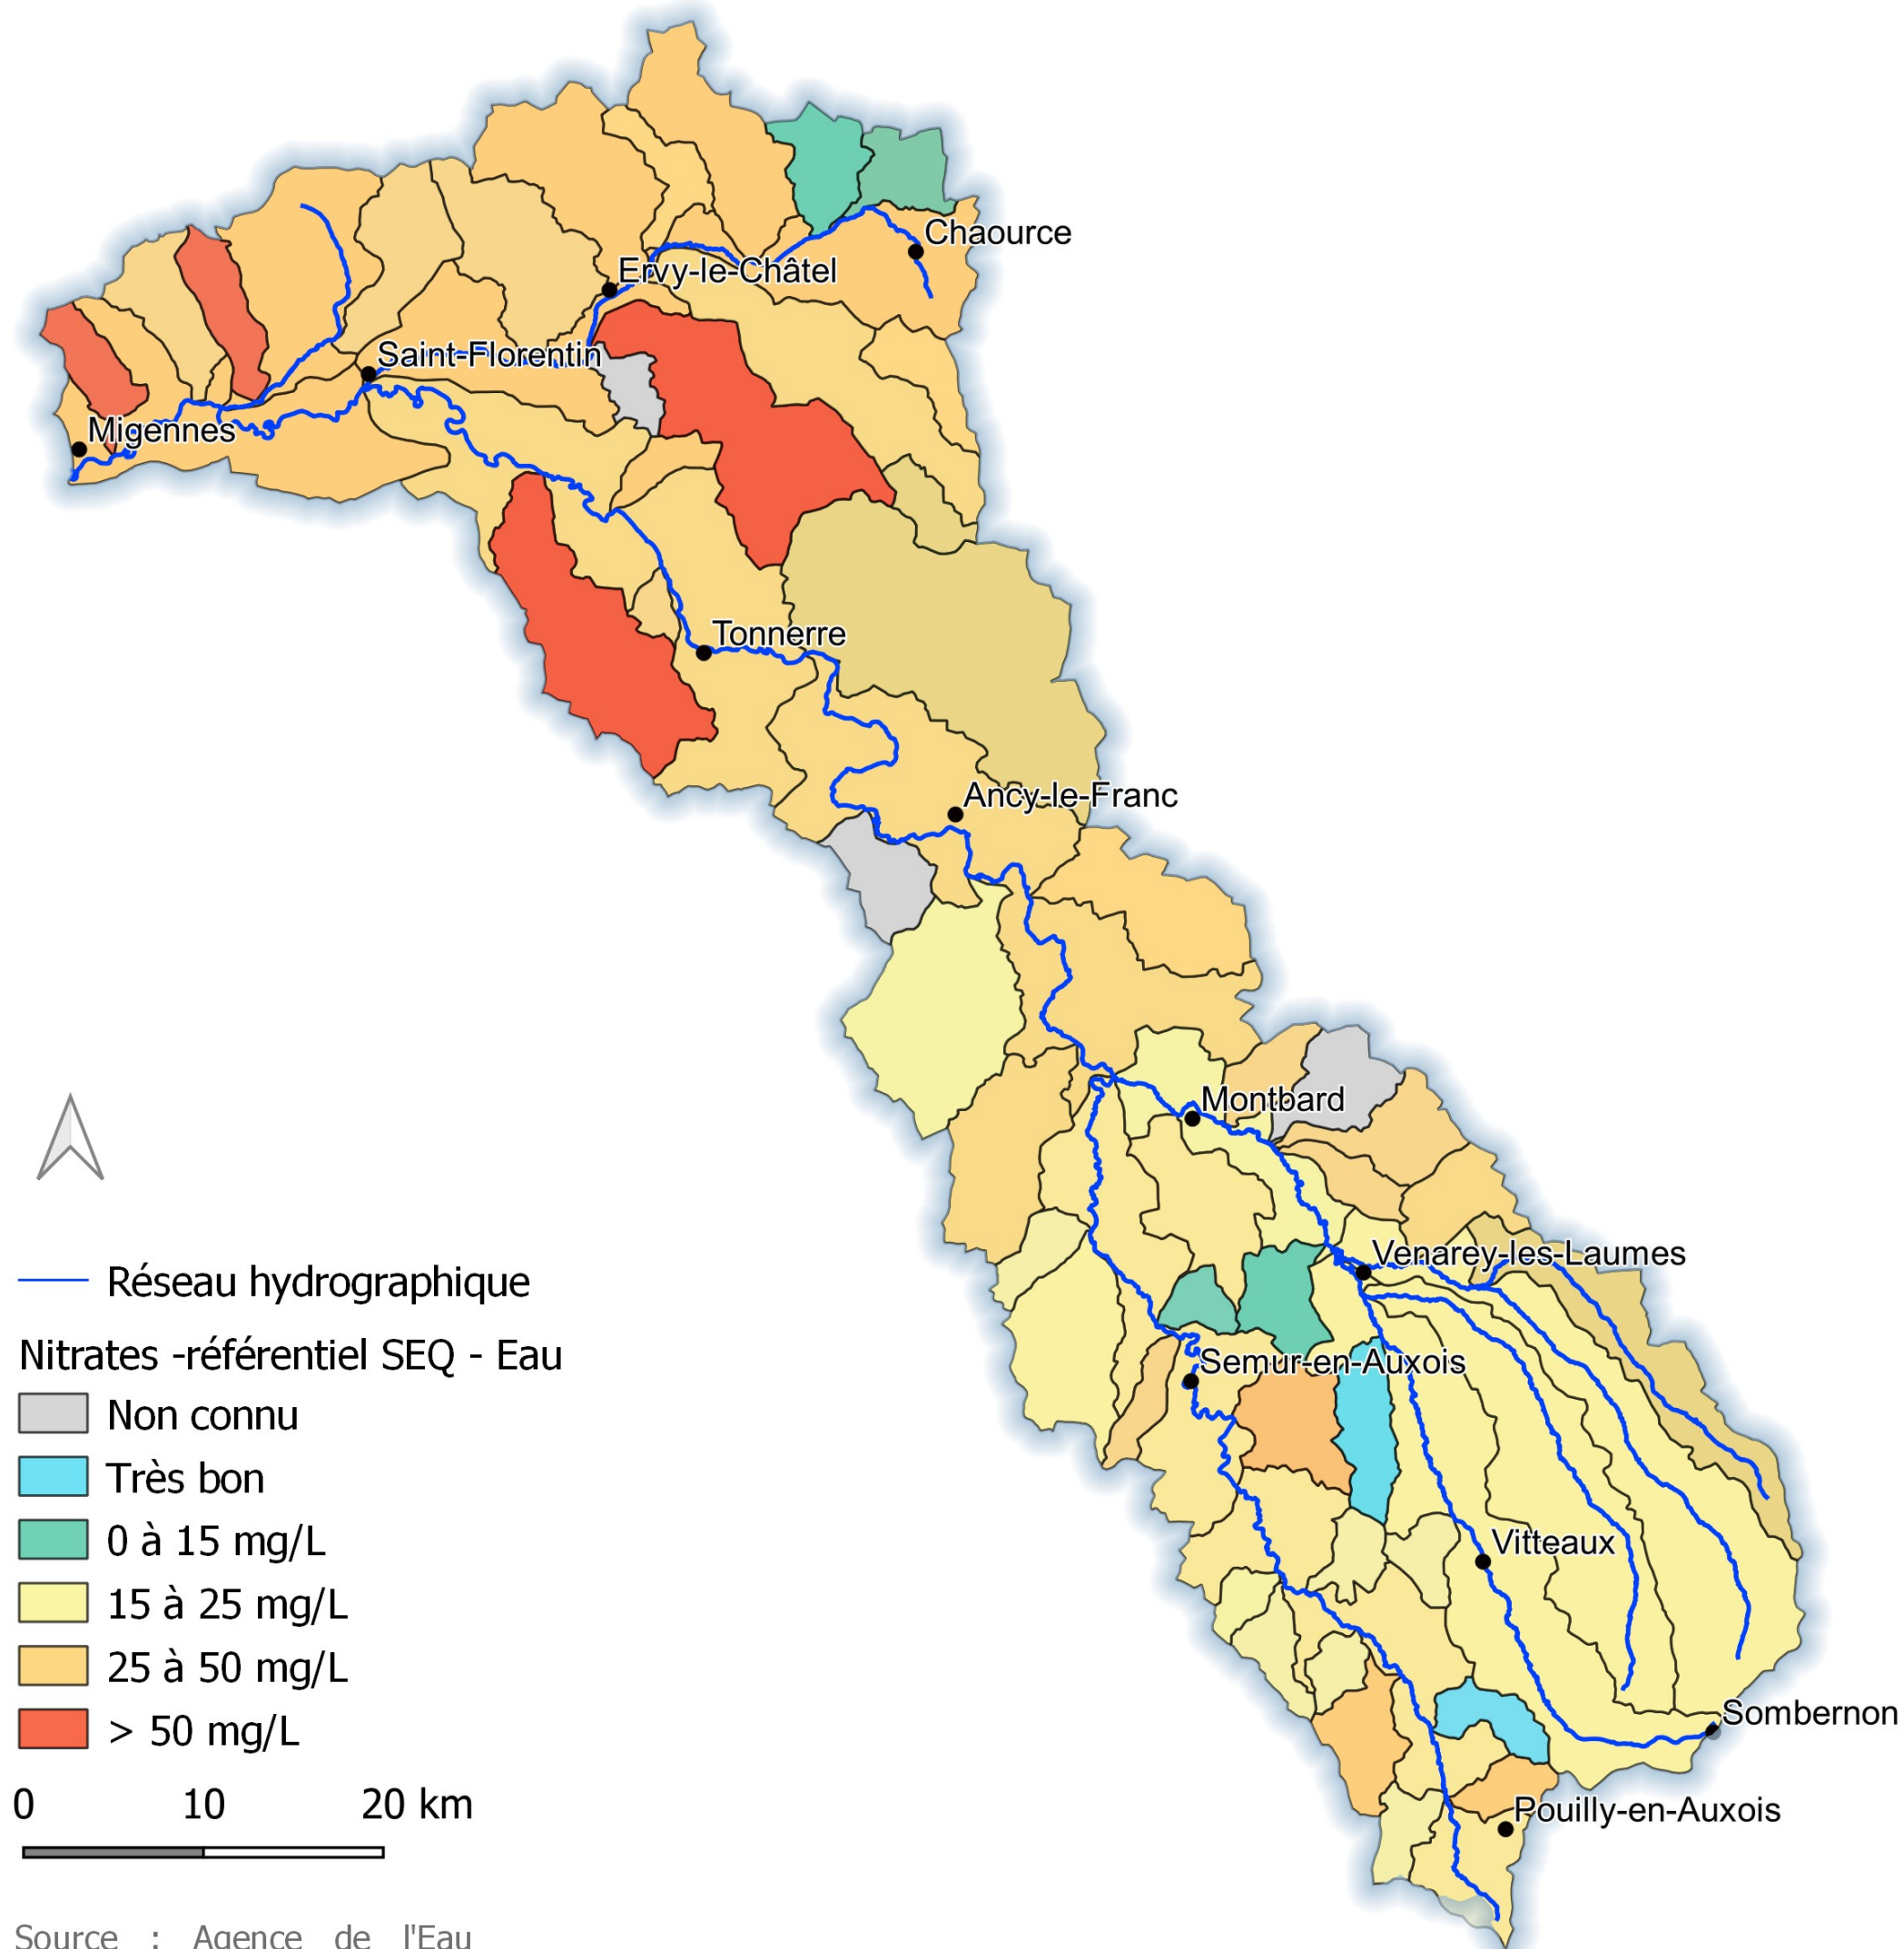 Chaource
Ervy-le-Châtel
Saint-Florentin
Migennes
Tonnerre
Ancy-le-Franc
Montbard
Venarey-les-Laumes
Semur-en-Auxois
Vitteaux
Sombernon
Pouilly-en-Auxois
Réseau hydrographique
Nitrates -référentiel SEQ - Eau
Non connu
Très bon
0 à 15 mg/L
15 à 25 mg/L
25 à 50 mg/L
> 50 mg/L
0 10 20 km
Source : Agence de l'Eau